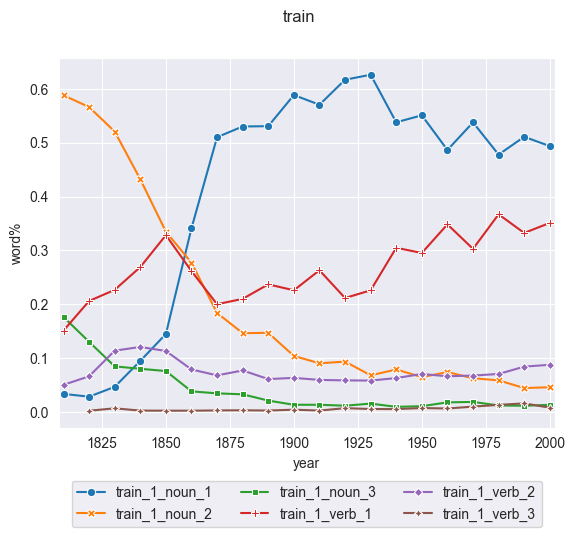 train
0.6
0.5
0.4
0.3
0.2
0.1
0.0
word%
1825 1850 1875 1900 1925 1950 1975 2000
year
train_1_noun_1 train_1_noun_3 train_1_verb_2
train_1_noun_2 train_1_verb_1 train_1_verb_3